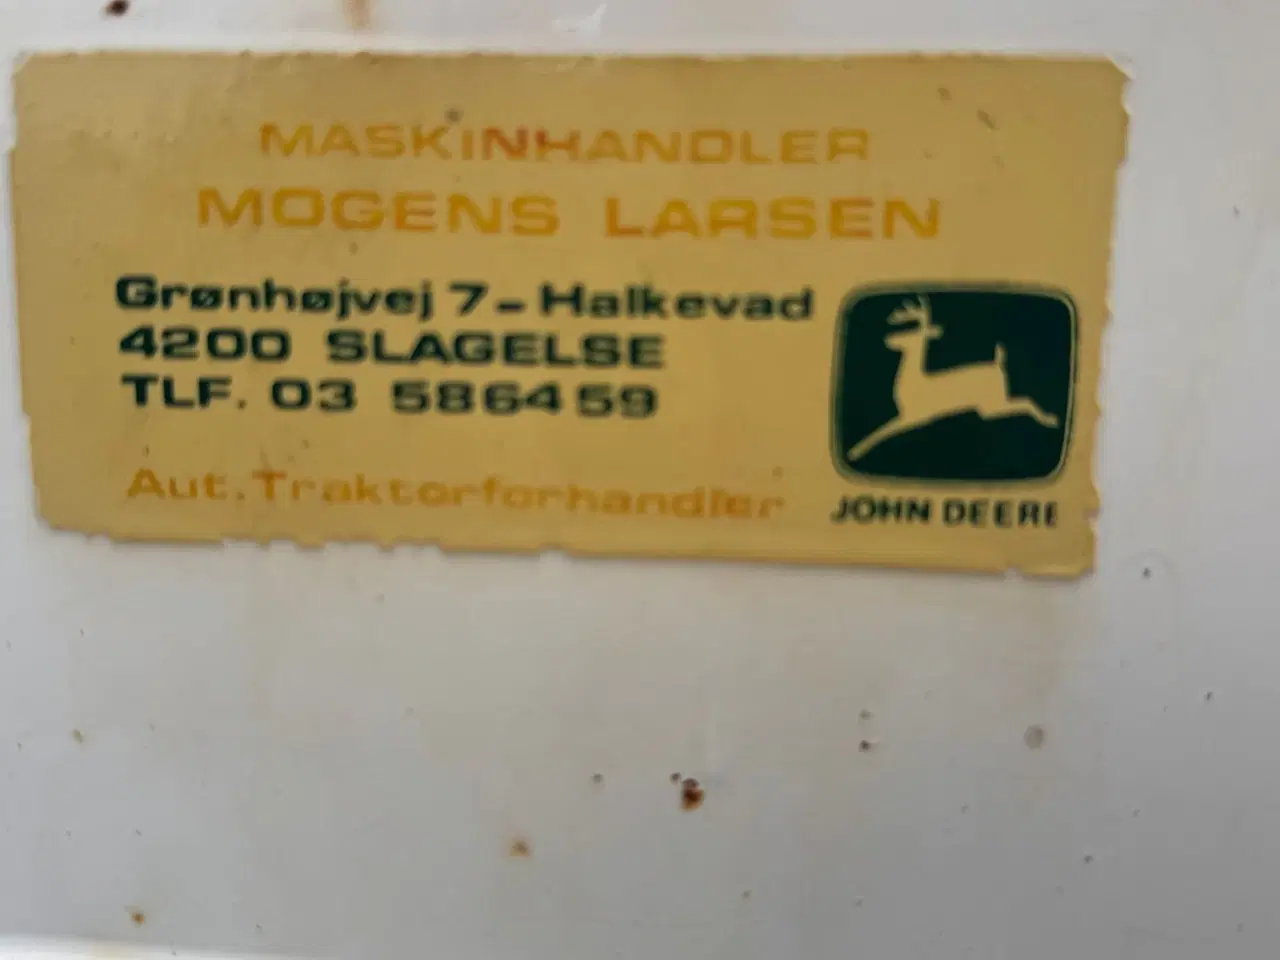 MASKINHANDLER
MOGENS LARSEN
Grønhøjvej 7 - Halkevad
4200 SLAGELSE
TLF. 03 586459
Aut. Traktorforhandler
JOHN DEERE